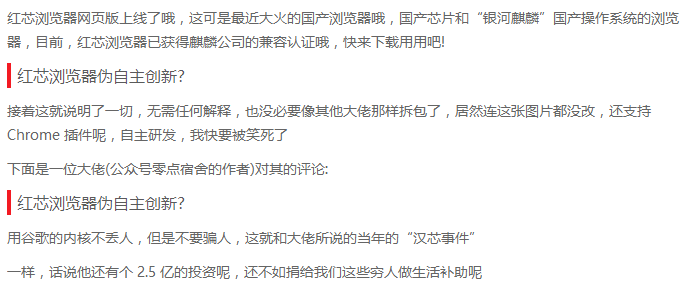 红芯浏览器网页版上线了哦，这可是最近大火的国产浏览器哦，国产芯片和“银河麒麟”国产操作系统的浏览
器，目前，红芯浏览器已获得麒麟公司的兼容认证哦，快来下载用用吧!
红芯浏览器伪自主创新?
接着这就说明了一切，无需任何解释，也没必要像其他大佬那样拆包了，居然连这张图片都没改，还支持
Chrome 插件呢，自主研发，我快要被笑死了
下面是一位大佬(公众号零点宿舍的作者)对其的评论:
红芯浏览器伪自主创新?
用谷歌的内核不丢人，但是不要骗人，这就和大佬所说的当年的“汉芯事件”
一样，话说他还有个 2.5 亿的投资呢，还不如捐给我们这些穷人做生活补助呢